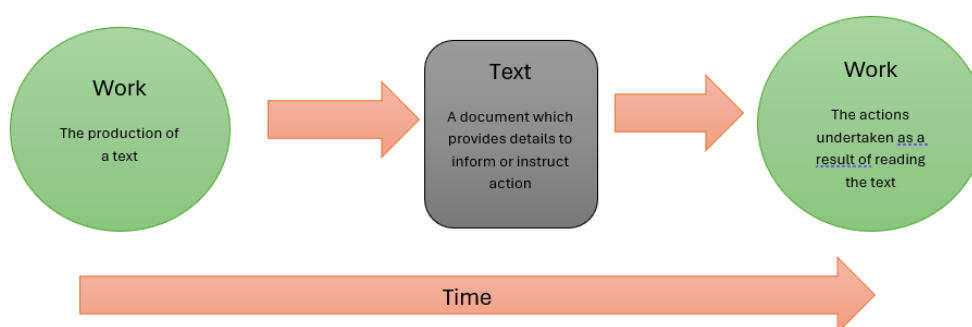 Work
The production of
a text
Text
A document which
provides details to
inform or instruct
action
Work
The actions
undertaken as a
result of reading
the text
Time